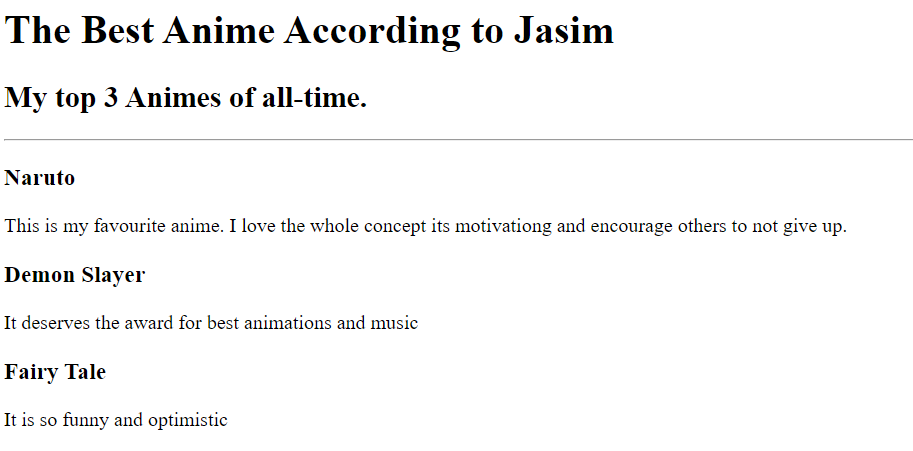 The Best Anime According to Jasim
My top 3 Animes of all-time.
Naruto
This is my favourite anime. I love the whole concept its motivationg and encourage others to not give up.
Demon Slayer
It deserves the award for best animations and music
Fairy Tale
It is so funny and optimistic